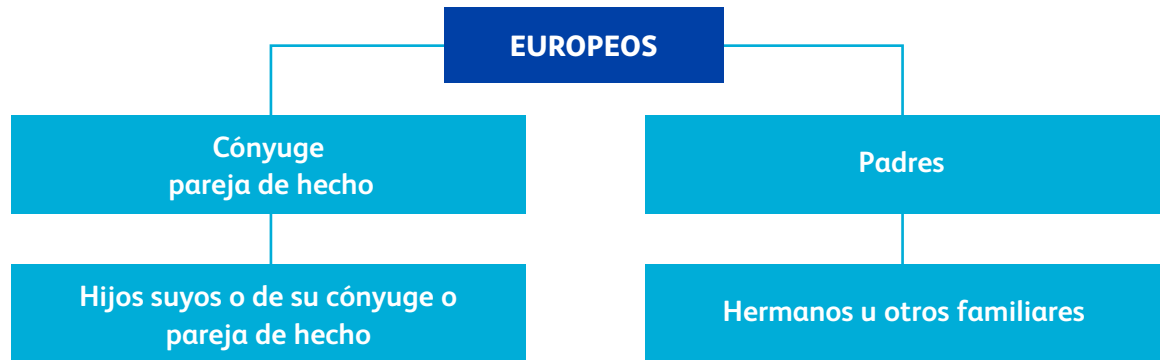 EUROPEOS
Cónyuge
pareja de hecho
Padres
Hijos suyos o de su cónyuge o
pareja de hecho
Hermanos u otros familiares